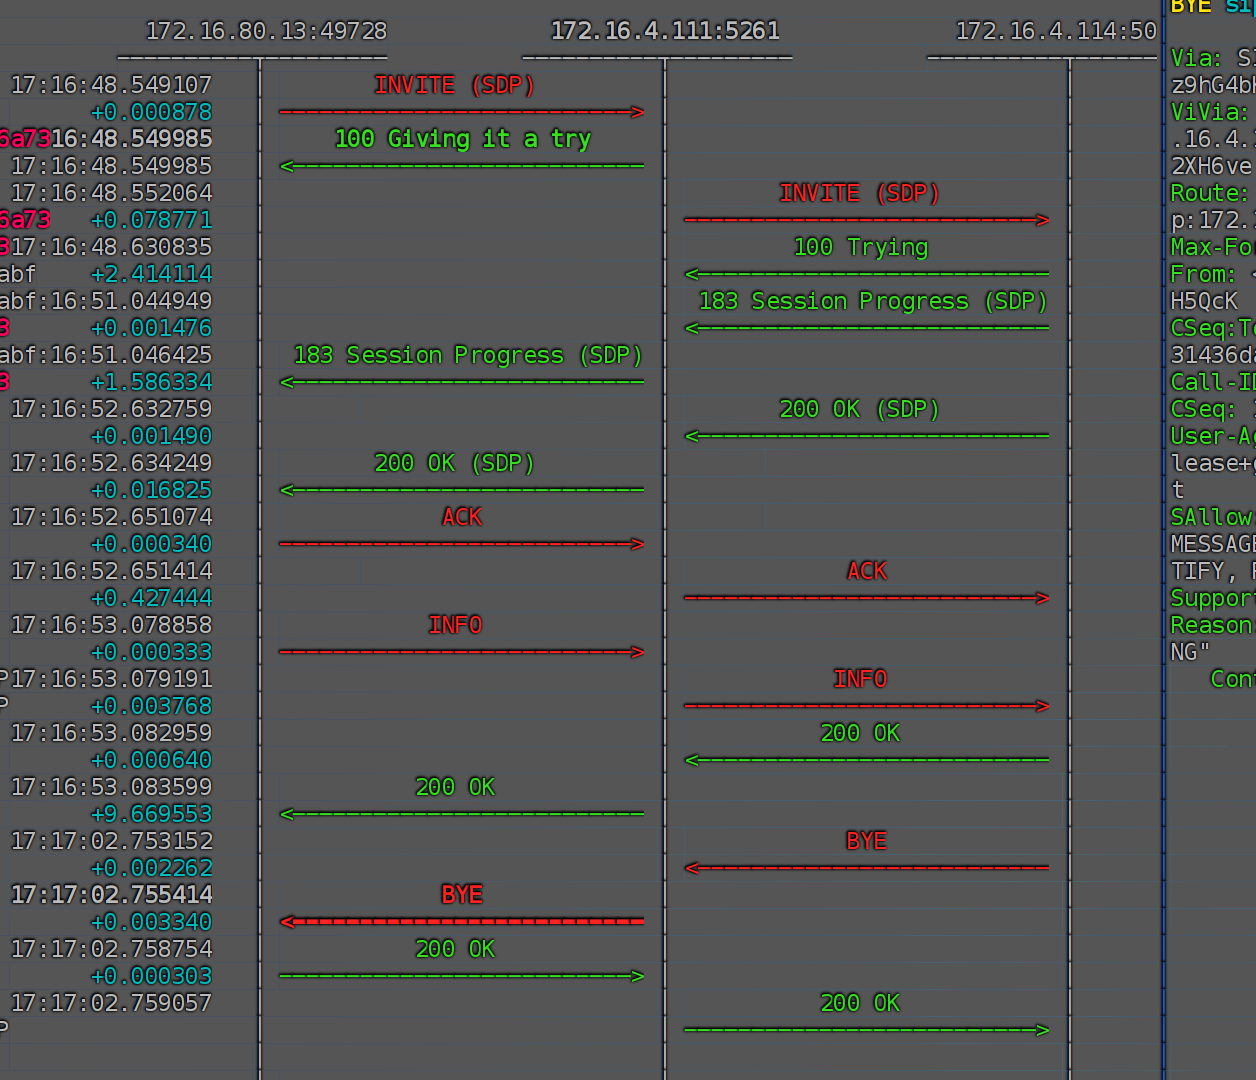 BYE sip
172.16.80.13:49728 172.16.4.111:5261 172.16.4.114:50
Via: S
17:16:48.549107 INVITE (SDP) z9hG4b
+0.000878 ViVia:
6a7316:48.549985 100 Giving it a try .16.4..
17:16:48.549985 2XH6ve
17:16:48.552064 INVITE (SDP) Route:
6a73 +0.078771 p:172.
317:16:48.630835 100 Trying Max-For
abf +2.414114 From: <
abf:16:51.044949 183 Session Progress (SDP) H5QcK
3 +0.001476 CSeq:To
abf:16:51.046425 183 Session Progress (SDP) 31436da
3 +1.586334 Call-ID
17:16:52.632759 200 OK (SDP) CSeq:
+0.001490 User-Ag
17:16:52.634249 200 OK (SDP) lease+g
+0.016825 t
17:16:52.651074 ACK SAllow
+0.000340 MESSAGE
17:16:52.651414 ACK TIFY,
+0.427444 Support
17:16:53.078858 INFO Reason
+0.000333 NG"
P17:16:53.079191 INFO Cont
P +0.003768
17:16:53.082959 200 OK
+0.000640
17:16:53.083599 200 OK
+9.669553
17:17:02.753152 BYE
+0.002262
17:17:02.755414 BYE
+0.003340
17:17:02.758754 200 OK
+0.000303
17:17:02.759057 200 OK
P